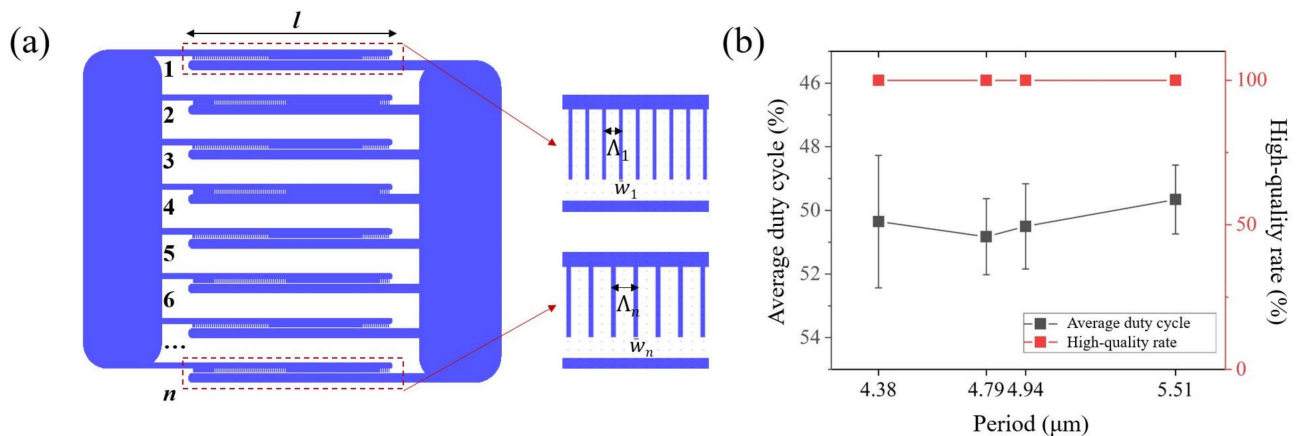 (a)
l
1
2
3
4
5
6
...
n
Λ₁
w₁
Λₙ
wₙ
(b)
Average duty cycle (%)
46
48
50
52
54
4.38
4.79
4.94
5.51
Period (μm)
100
50
0
High-quality rate (%)
Average duty cycle
High-quality rate